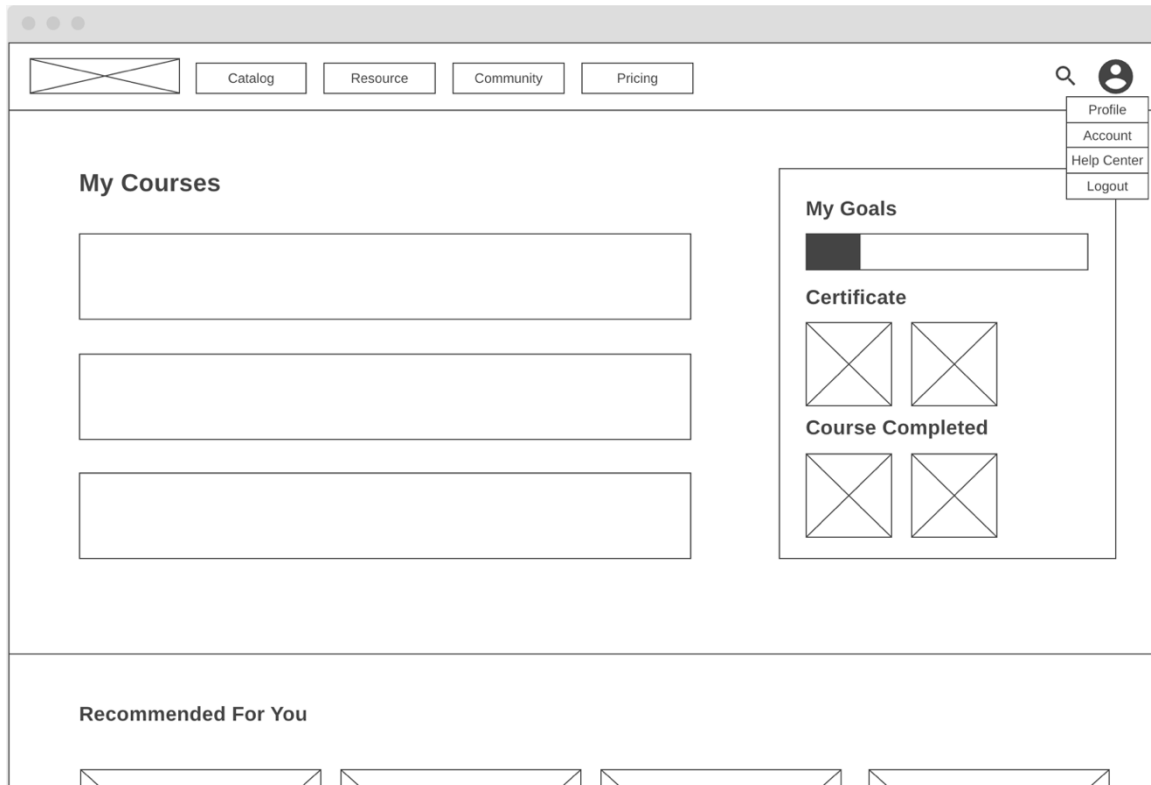 Catalog
Resource
Community
Pricing
Profile
Account
Help Center
Logout
My Courses
My Goals
Certificate
Course Completed
Recommended For You